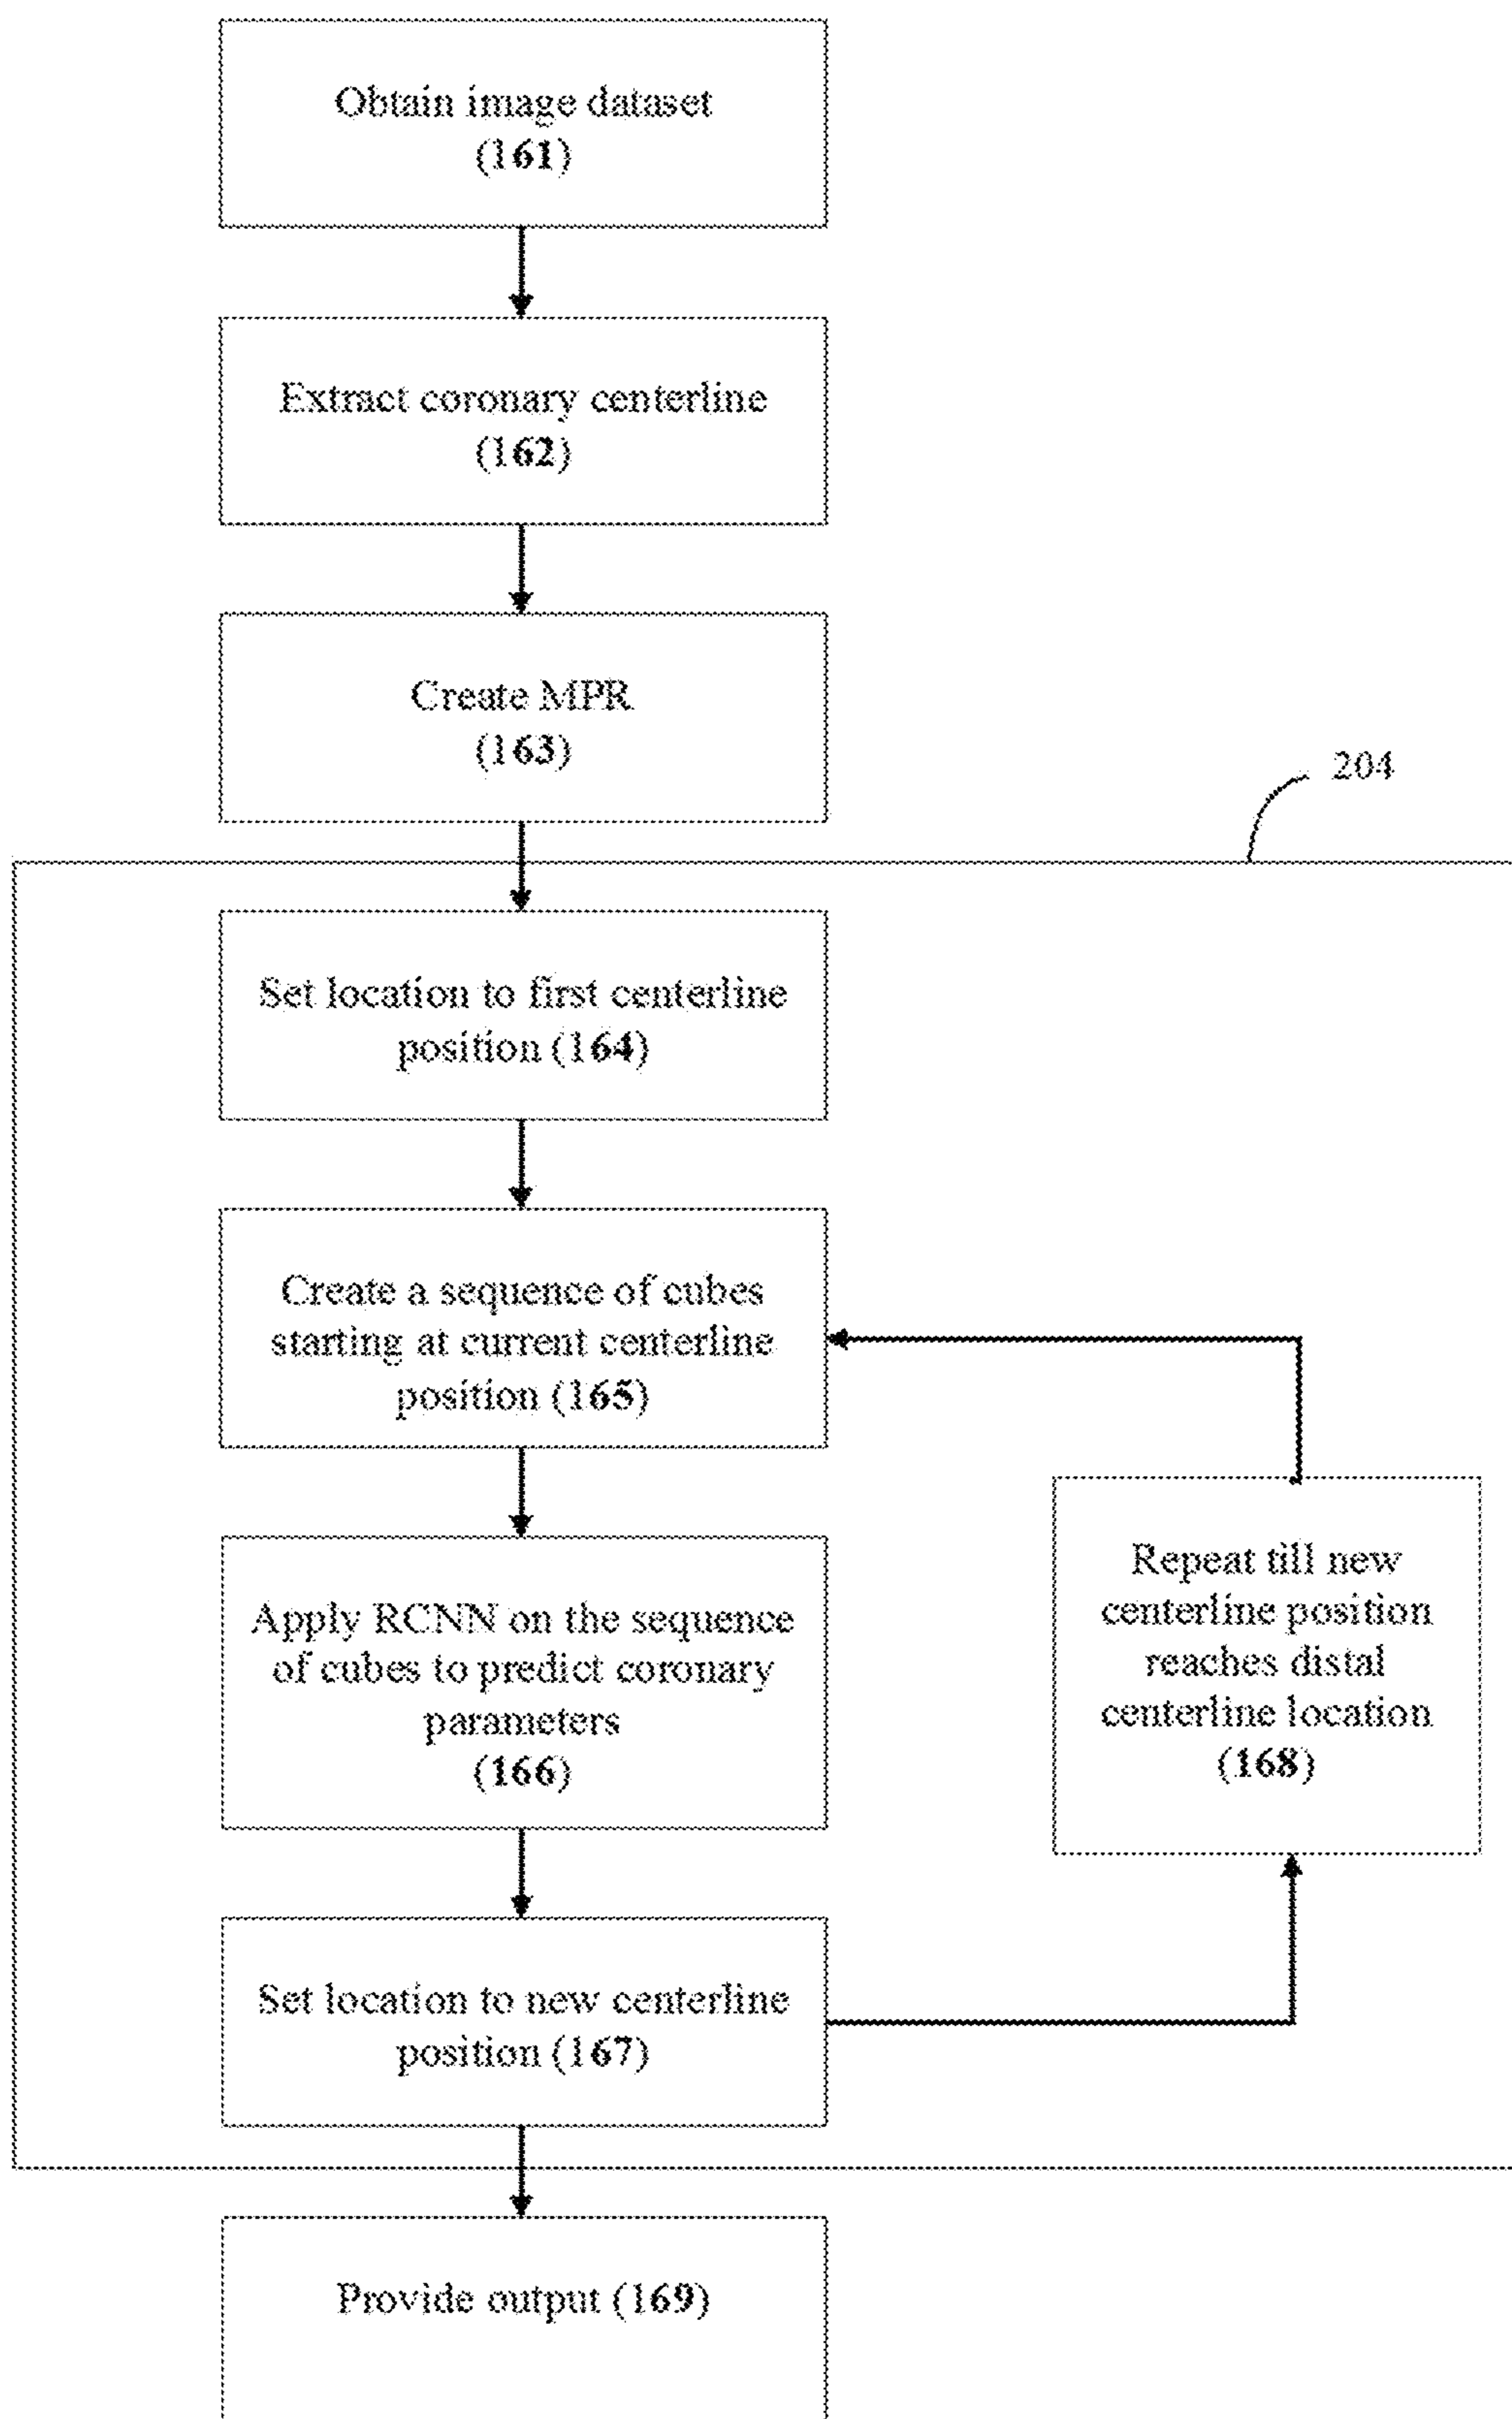 Obtain image dataset
(161)
Extract coronary centerline
(162)
Create MPR
(163)
204
Set location to first centerline
position (164)
Create a sequence of cubes
starting at current centerline
position (165)
Apply RCNN on the sequence
of cubes to predict coronary
parameters
(166)
Repeat till new
centerline position
reaches distal
centerline location
(168)
Set location to new centerline
position (167)
Provide output (169)